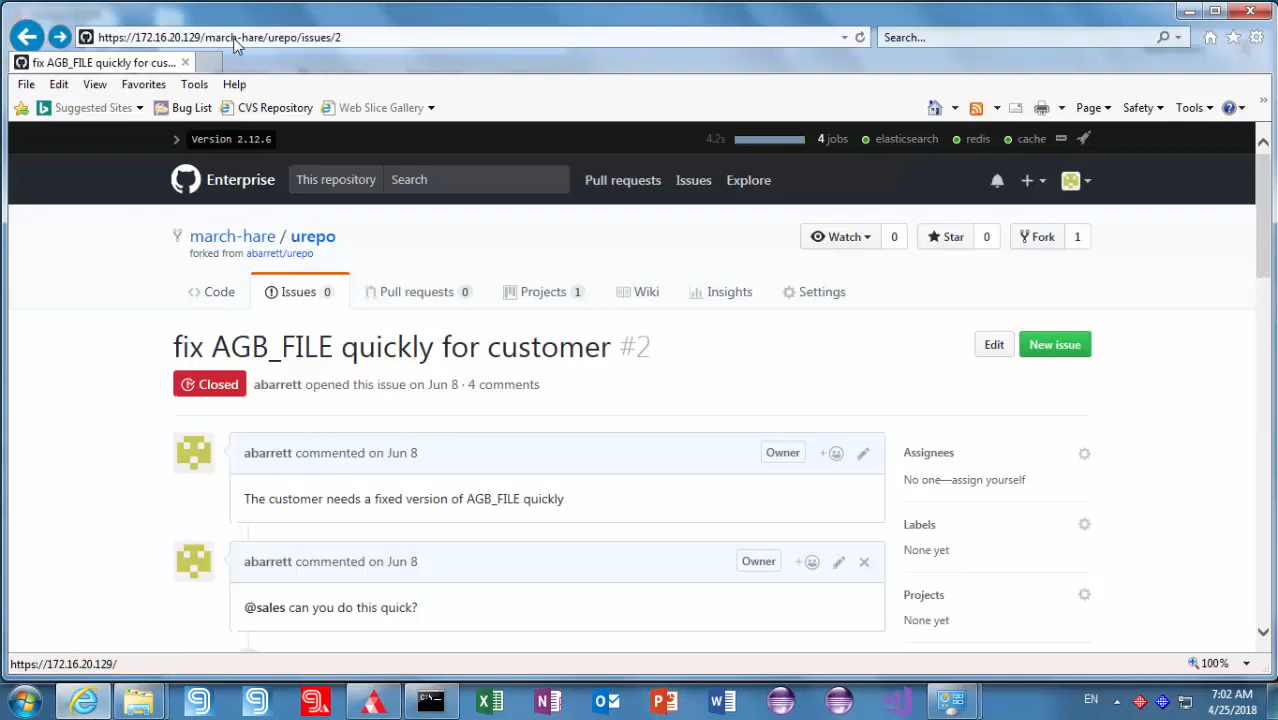 https://172.16.20.129/march-hare/urepo/issues/2
Search...
fix AGB_FILE quickly for cus...
File Edit View Favorites Tools Help
Suggested Sites Bug List CVS Repository Web Slice Gallery Page Safety Tools
Version 2.12.6 4.2s 4 jobs elasticsearch redis cache
Enterprise This repository Search Pull requests Issues Explore
march-hare / urepo Watch 0 Star 0 Fork 1
forked from abarrett/urepo
Code Issues 0 Pull requests 0 Projects 1 Wiki Insights Settings
fix AGB_FILE quickly for customer #2 Edit New issue
Closed abarrett opened this issue on Jun 8 · 4 comments
abarrett commented on Jun 8 Owner Assignees
No one—assign yourself
The customer needs a fixed version of AGB_FILE quickly
Labels
None yet
abarrett commented on Jun 8 Owner
Projects
@sales can you do this quick?
None yet
https://172.16.20.129/ 100%
EN 7:02 AM
4/25/2018